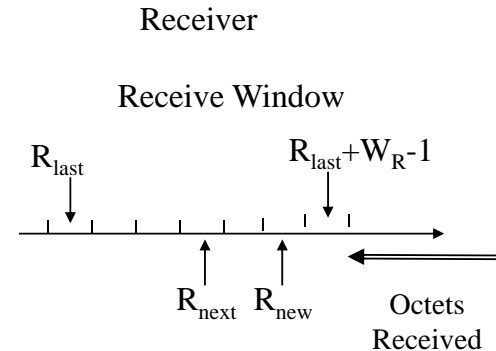 Receiver
Receive Window
R_last
R_last+W_R-1
R_next
R_new
Octets
Received